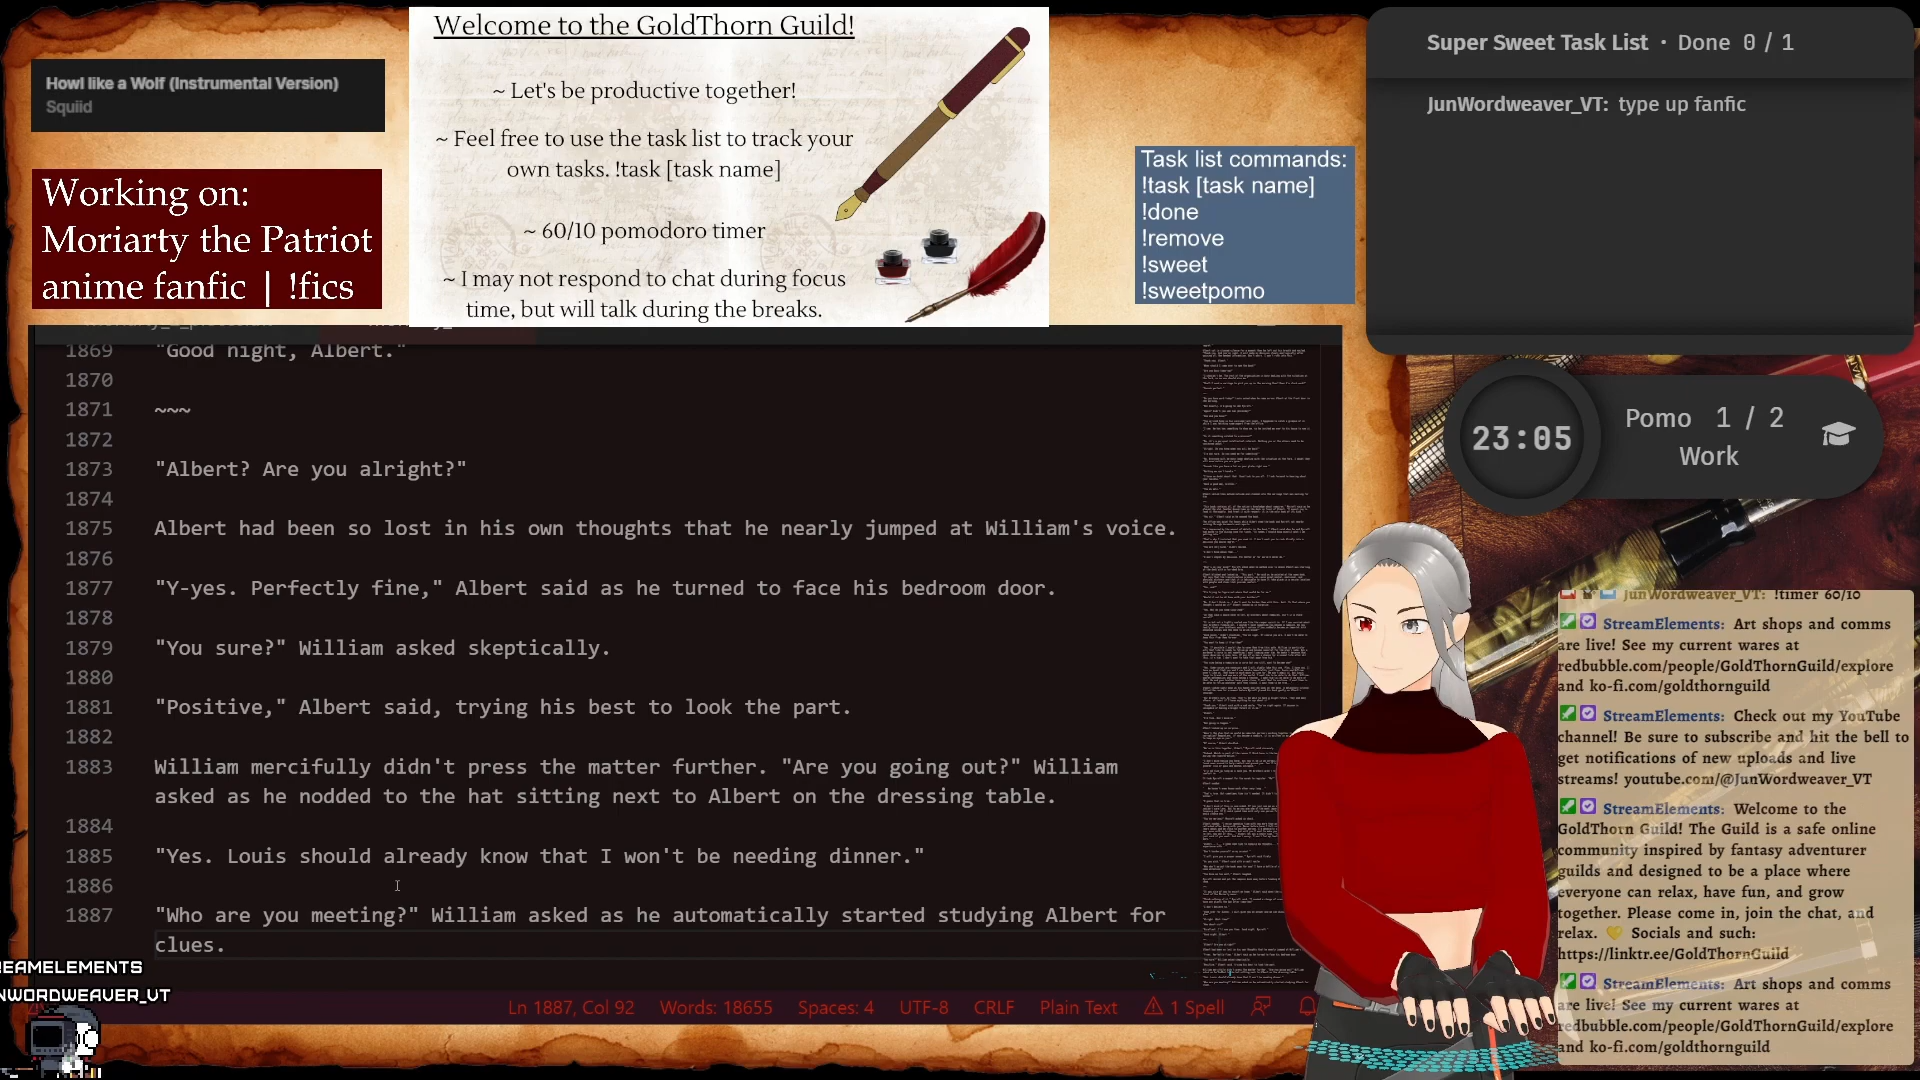 Howl like a Wolf (Instrumental Version)
Squiid
Working on:
Moriarty the Patriot
anime fanfic | !fics
Welcome to the GoldThorn Guild!
~ Let's be productive together!
~ Feel free to use the task list to track your
own tasks. !task [task name]
~ 60/10 pomodoro timer
~ I may not respond to chat during focus
time, but will talk during the breaks.
Task list commands:
!task [task name]
!done
!remove
!sweet
!sweetpomo
Super Sweet Task List • Done 0 / 1
JunWordweaver_VT: type up fanfic
23:05
Pomo 1 / 2
Work
1869 "Good night, Albert."
1870
1871 ~~~
1872
1873 "Albert? Are you alright?"
1874
1875 Albert had been so lost in his own thoughts that he nearly jumped at William's voice.
1876
1877 "Y-yes. Perfectly fine," Albert said as he turned to face his bedroom door.
1878
1879 "You sure?" William asked skeptically.
1880
1881 "Positive," Albert said, trying his best to look the part.
1882
1883 William mercifully didn't press the matter further. "Are you going out?" William
asked as he nodded to the hat sitting next to Albert on the dressing table.
1884
1885 "Yes. Louis should already know that I won't be needing dinner."
1886
1887 "Who are you meeting?" William asked as he automatically started studying Albert for
clues.
Ln 1887, Col 92 Words: 18655 Spaces: 4 UTF-8 CRLF Plain Text 1 Spell
EAMELEMENTS
NWORDWEAVER_VT
JunWordweaver_VT: !timer 60/10
StreamElements: Art shops and comms
are live! See my current wares at
redbubble.com/people/GoldThornGuild/explore
and ko-fi.com/goldthornguild
StreamElements: Check out my YouTube
channel! Be sure to subscribe and hit the bell to
get notifications of new uploads and live
streams! youtube.com/@JunWordweaver_VT
StreamElements: Welcome to the
GoldThorn Guild! The Guild is a safe online
community inspired by fantasy adventurer
guilds and designed to be a place where
everyone can relax, have fun, and grow
together. Please come in, join the chat, and
relax. 💛 Socials and such:
https://linktr.ee/GoldThornGuild
StreamElements: Art shops and comms
are live! See my current wares at
redbubble.com/people/GoldThornGuild/explore
and ko-fi.com/goldthornguild